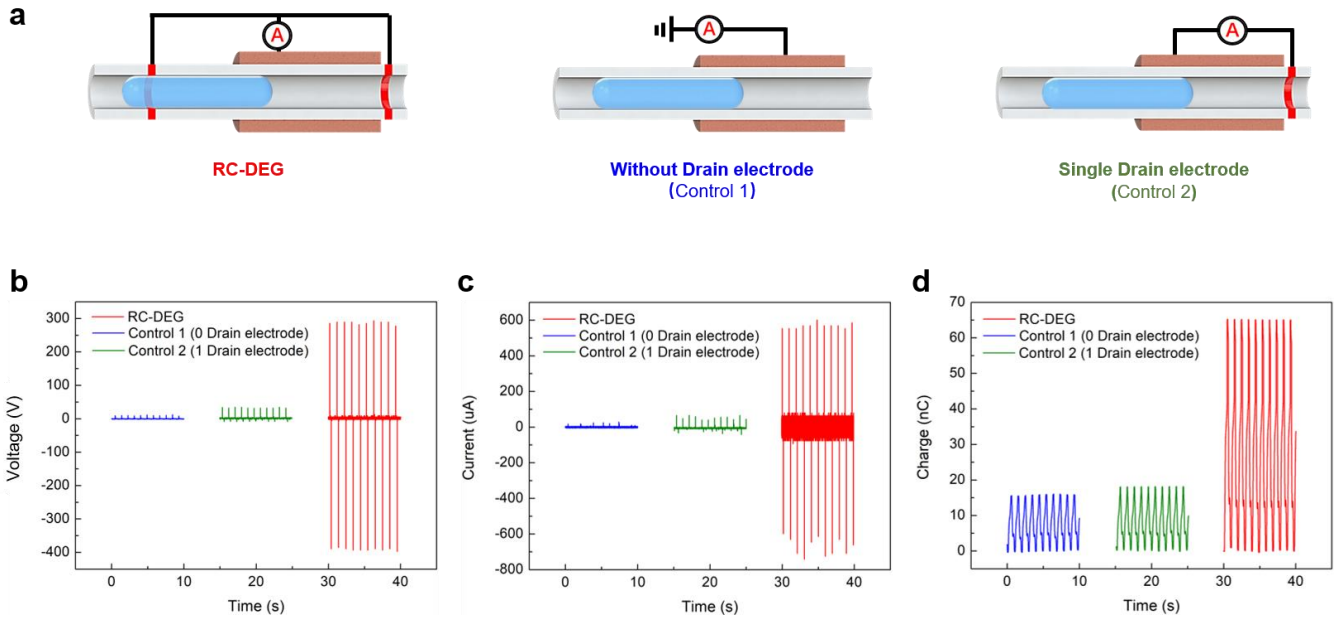 a
A
A
A
RC-DEG
Without Drain electrode
(Control 1)
Single Drain electrode
(Control 2)
b
Voltage (V)
300
200
100
0
-100
-200
-300
-400
RC-DEG
Control 1 (0 Drain electrode)
Control 2 (1 Drain electrode)
0
10
20
30
40
Time (s)
c
Current (uA)
600
400
200
0
-200
-400
-600
-800
RC-DEG
Control 1 (0 Drain electrode)
Control 2 (1 Drain electrode)
0
10
20
30
40
Time (s)
d
Charge (nC)
70
60
50
40
30
20
10
0
RC-DEG
Control 1 (0 Drain electrode)
Control 2 (1 Drain electrode)
0
10
20
30
40
Time (s)